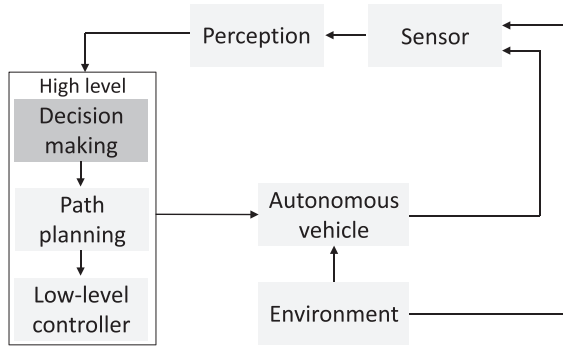 Perception
Sensor
High level
Decision
making
Path
planning
Low-level
controller
Autonomous
vehicle
Environment